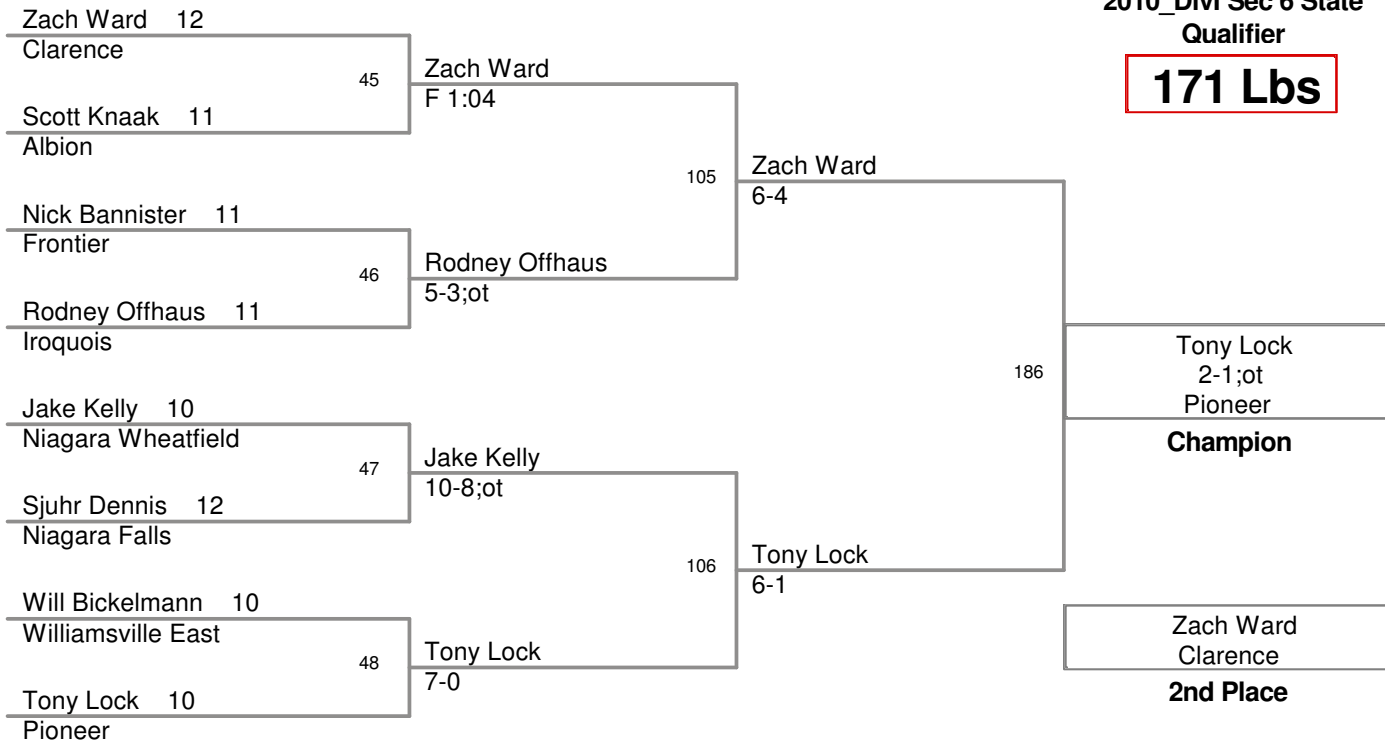 2010_DivI Sec 6 State
Qualifier
171 Lbs
Zach Ward 12
Clarence
45
Scott Knaak 11
Albion
Zach Ward
F 1:04
Nick Bannister 11
Frontier
46
Rodney Offhaus 11
Iroquois
Rodney Offhaus
5-3;ot
105
Zach Ward
6-4
Jake Kelly 10
Niagara Wheatfield
47
Sjuhr Dennis 12
Niagara Falls
Jake Kelly
10-8;ot
Will Bickelmann 10
Williamsville East
48
Tony Lock 10
Pioneer
Tony Lock
7-0
106
Tony Lock
6-1
186
Tony Lock
2-1;ot
Pioneer
Champion
Zach Ward
Clarence
2nd Place